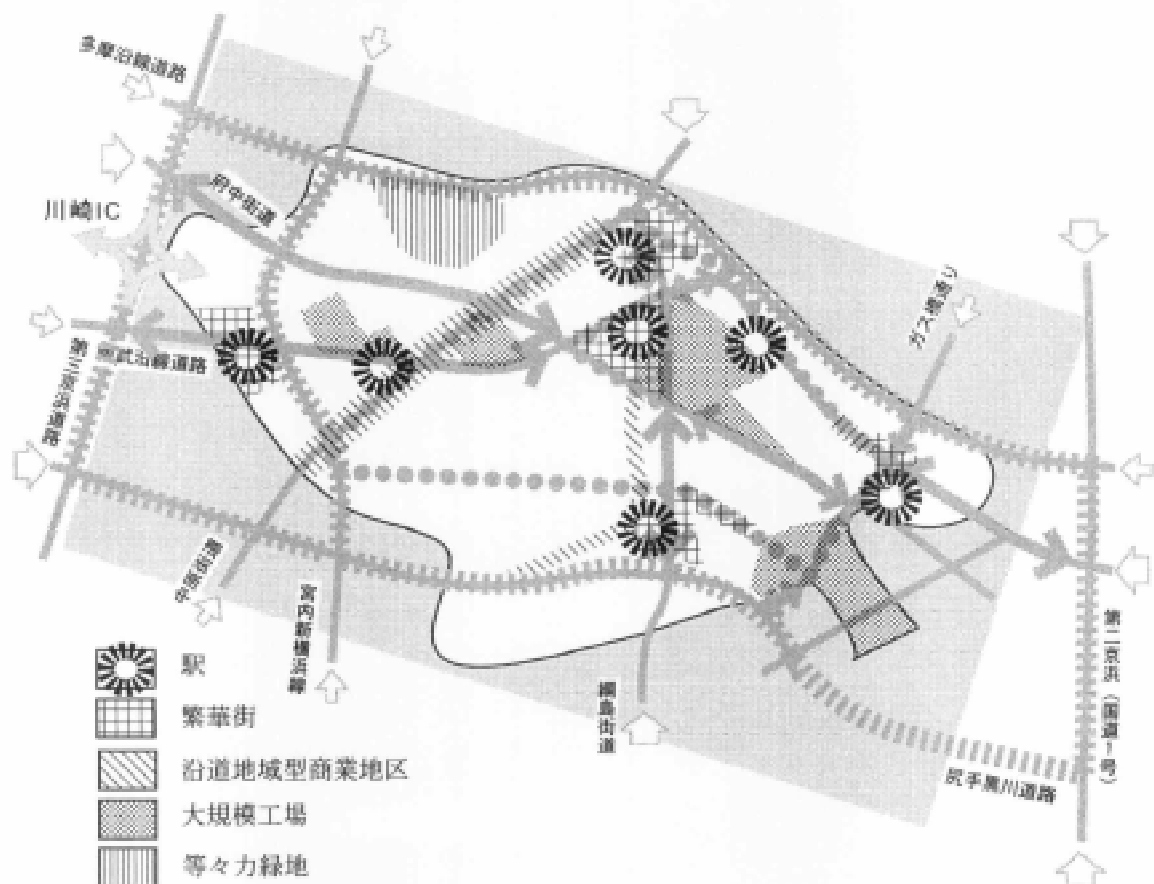 多摩沿線道路
府中街道
川崎IC
ガス橋通り
南武沿線道路
第三京浜道路
中原街道
宮内新横浜線
綱島街道
第二京浜（国道1号）
尻手黒川道路
駅
繁華街
沿道地域型商業地区
大規模工場
等々力緑地